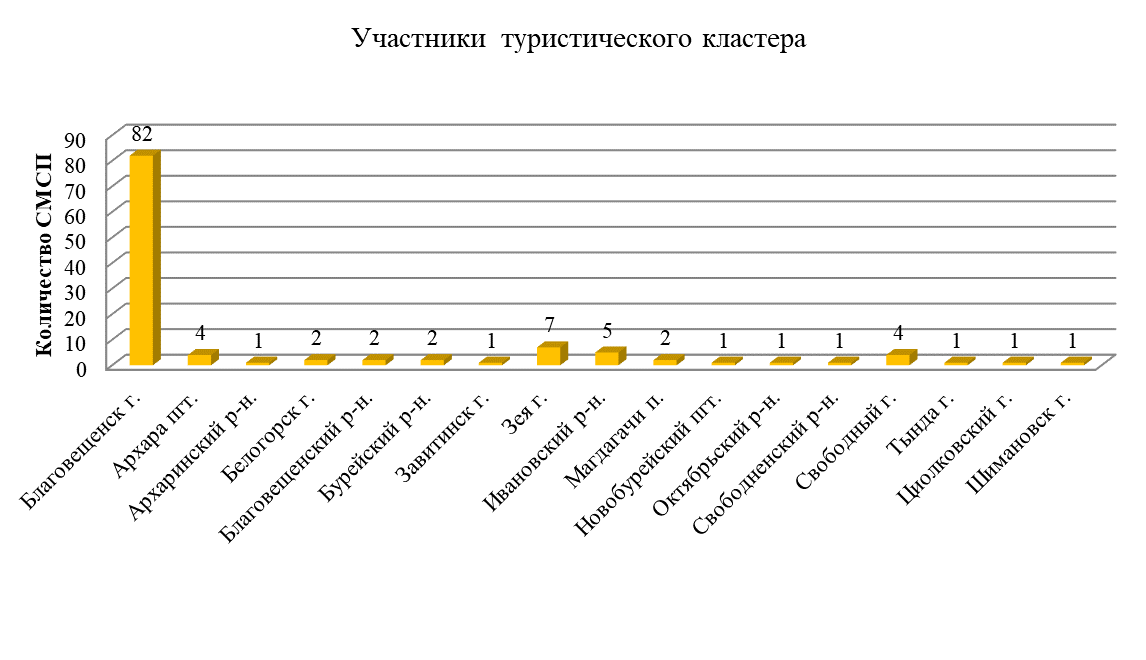 Участники туристического кластера
Количество СМСП
90
80
70
60
50
40
30
20
10
0
82
4
1
2
2
2
1
7
5
2
1
1
1
4
1
1
1
Благовещенск г.
Архара пгт.
Архаринский р-н.
Белогорск г.
Благовещенский р-н.
Бурейский р-н.
Завитинск г.
Зея г.
Ивановский р-н.
Магдагачи п.
Новобурейский пгт.
Октябрьский р-н.
Свободненский р-н.
Свободный г.
Тында г.
Циолковский г.
Шимановск г.